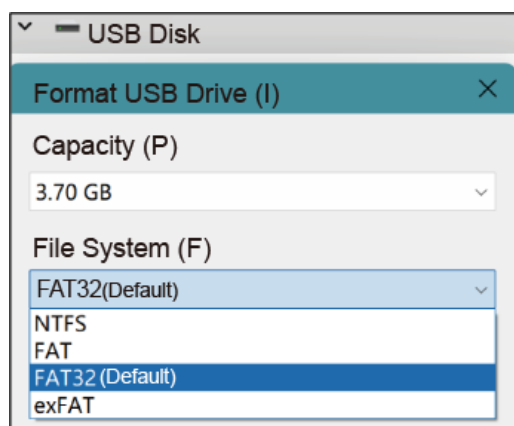 USB Disk
Format USB Drive (I)
Capacity (P)
3.70 GB
File System (F)
FAT32(Default)
NTFS
FAT
FAT32 (Default)
exFAT